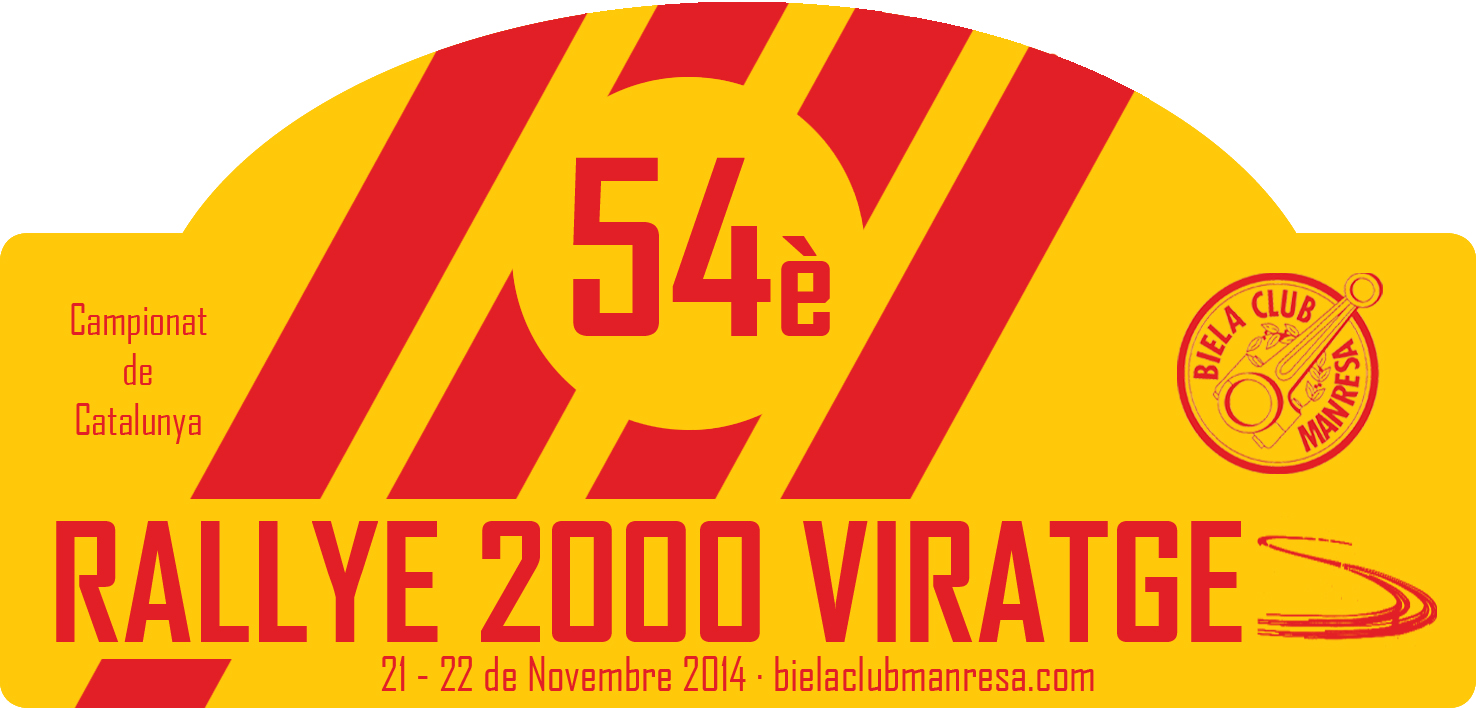 54è
Campionat
de
Catalunya
BIELA CLUB
MANRESA
RALLYE 2000 VIRATGES
21 - 22 de Novembre 2014 · bielaclubmanresa.com